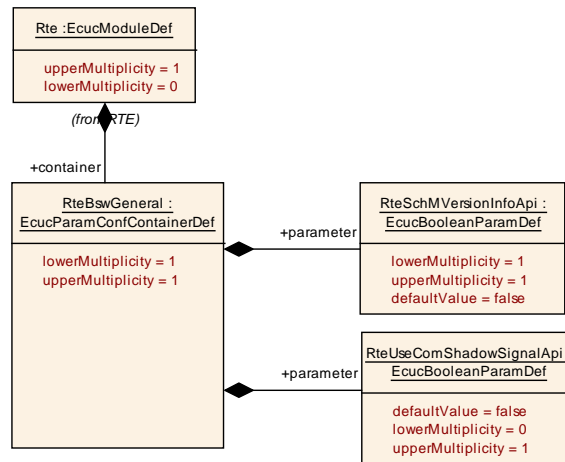 Rte :EcucModuleDef
upperMultiplicity = 1
lowerMultiplicity = 0
(from RTE)
+container
RteBswGeneral :
EcucParamConfContainerDef
lowerMultiplicity = 1
upperMultiplicity = 1
+parameter
RteSchMVersionInfoApi :
EcucBooleanParamDef
lowerMultiplicity = 1
upperMultiplicity = 1
defaultValue = false
+parameter
RteUseComShadowSignalApi
EcucBooleanParamDef
defaultValue = false
lowerMultiplicity = 0
upperMultiplicity = 1